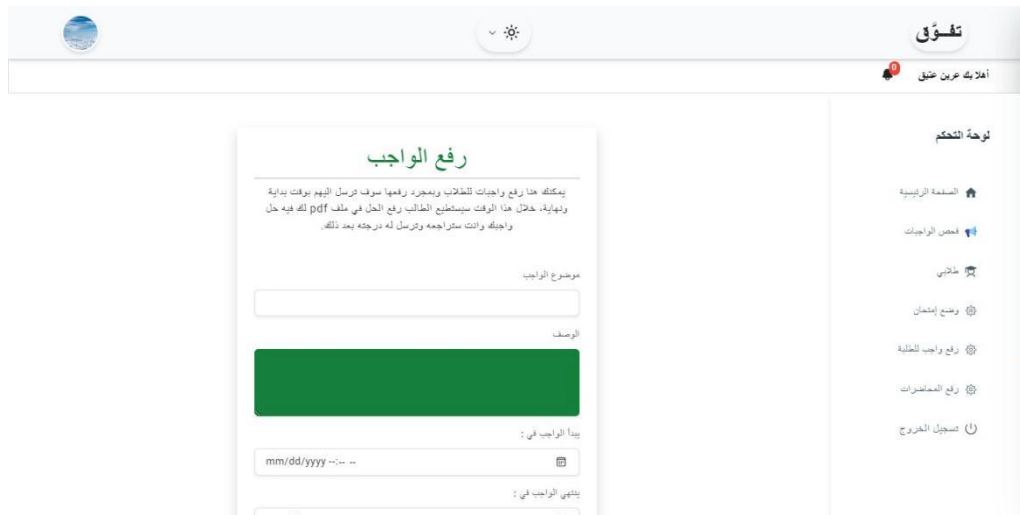 تفـوَّق
أهلا بك عرين عتيق
0
لوحة التحكم
الصفحة الرئيسية
فحص الواجبات
طلابي
وضع إمتحان
رفع واجب للطلبة
رفع المحاضرات
تسجيل الخروج
رفع الواجب
يمكنك هنا رفع واجبات للطلاب وبمجرد رفعها سوف ترسل اليهم بوقت بداية
ونهاية، خلال هذا الوقت سيستطيع الطالب رفع الحل في ملف pdf لك فيه حل
واجبك وانت ستراجعه وترسل له درجته بعد ذلك.
موضوع الواجب
الوصف
يبدأ الواجب في :
mm/dd/yyyy --:-- --
ينتهي الواجب في :